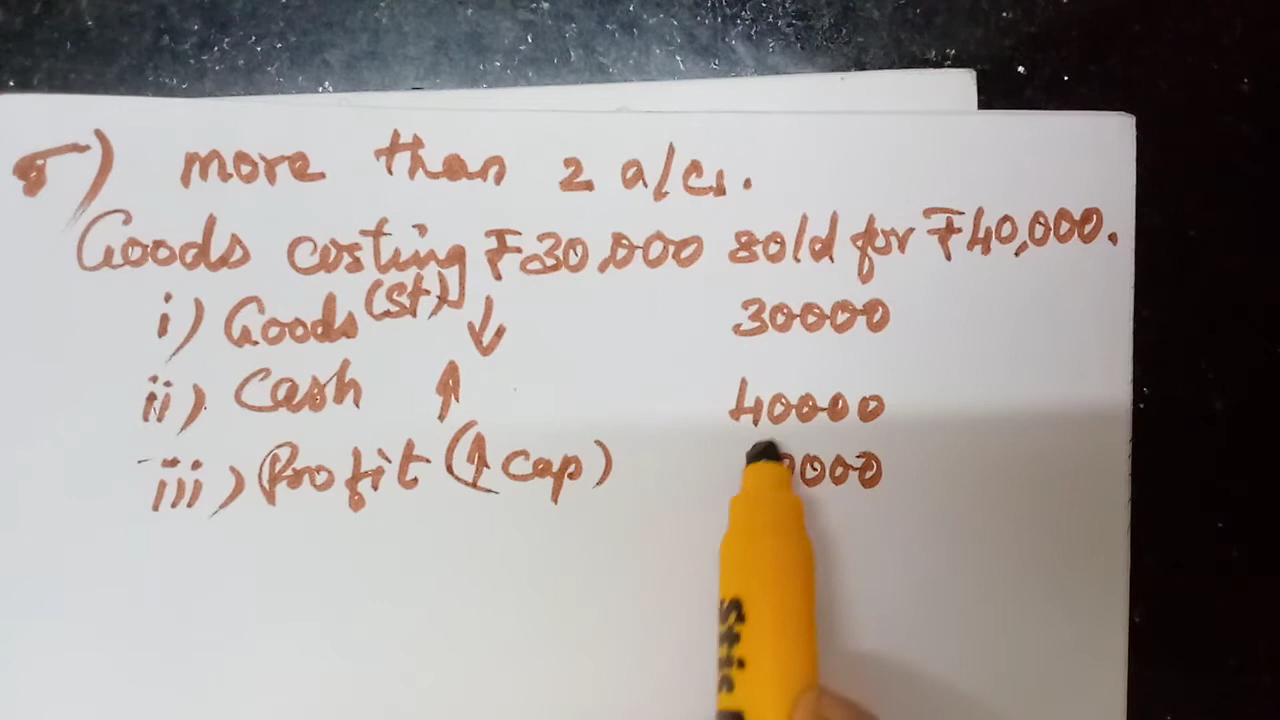 5) more than 2 a/cs.
Goods costing ₹30,000 sold for ₹40,000.
i) Goods (St) ↓ 30000
ii) Cash ↑ 40000
iii) Profit (↑ cap) 0000